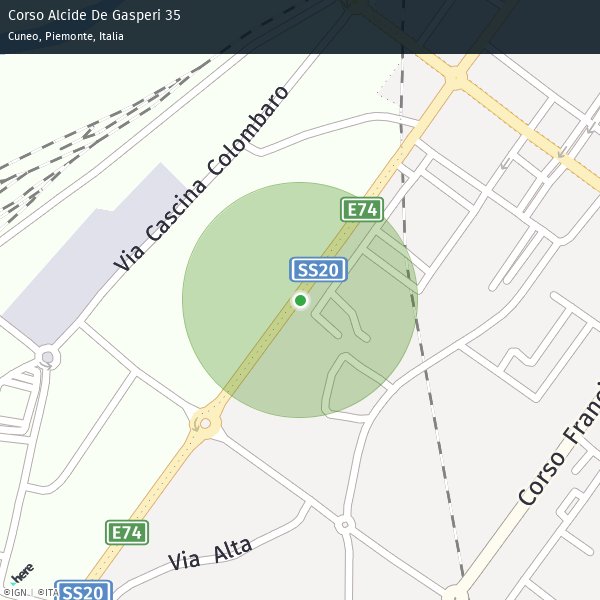 Corso Alcide De Gasperi 35
Cuneo, Piemonte, Italia
Via Cascina Colombaro
E74
SS20
Corso Franci
E74
Via Alta
here
SS20
©IGN | ©ITA